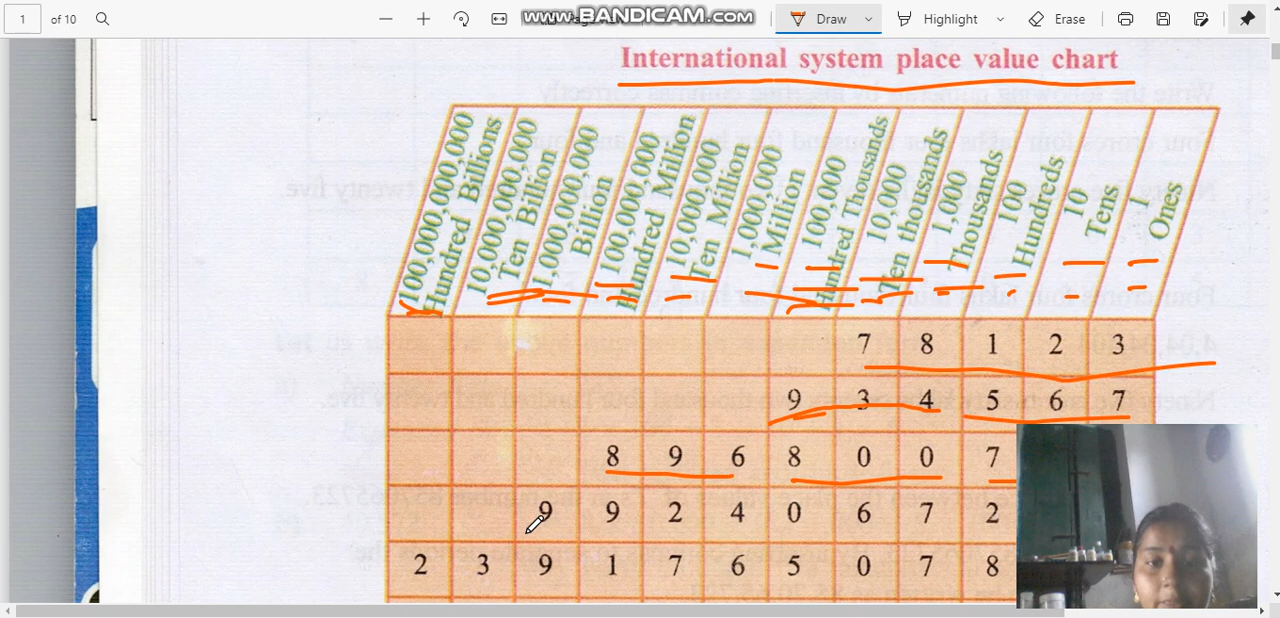 1 of 10 Draw Highlight Erase
www.BANDICAM.com
International system place value chart
100,000,000,000 Hundred Billions
10,000,000,000 Ten Billion
1,000,000,000 Billion
100,000,000 Hundred Million
10,000,000 Ten Million
1,000,000 Million
100,000 Hundred Thousands
10,000 Ten thousands
1,000 Thousands
100 Hundreds
10 Tens
1 Ones
7 8 1 2 3
9 3 4 5 6 7
8 9 6 8 0 0 7
9 9 2 4 0 6 7 2
2 3 9 1 7 6 5 0 7 8